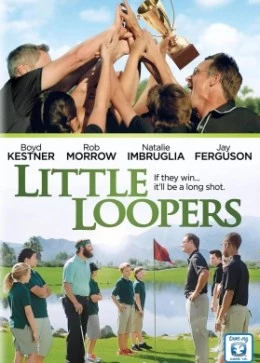 Boyd KESTNER
Rob MORROW
Natalie IMBRUGLIA
Jay FERGUSON
If they win...
it'll be a long shot.
LITTLE
LOOPERS